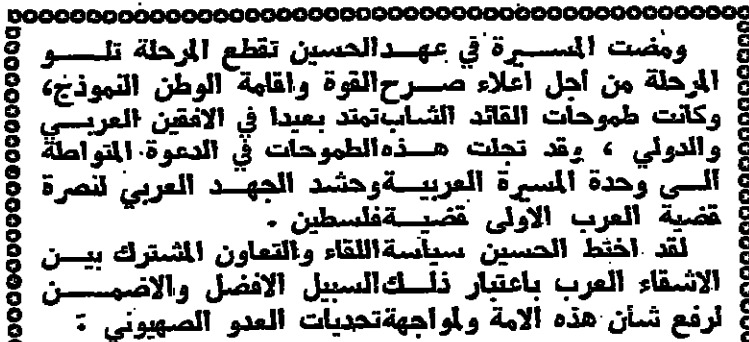 ومضت المسيرة في عهد الحسين تقطع المرحلة تلو
المرحلة من أجل اعلاء صرح القوة واقامة الوطن النموذج،
وكانت طموحات القائد الشاب تمتد بعيدا في الافقين العربي
والدولي ، وقد تجلت هذه الطموحات في الدعوة المتواصلة
الى وحدة المسيرة العربية وحشد الجهد العربي لنصرة
قضية العرب الاولى قضية فلسطين .
لقد اختط الحسين سياسة اللقاء والتعاون المشترك بين
الاشقاء العرب باعتبار ذلك السبيل الافضل والاضمن
لرفع شأن هذه الامة ولمواجهة تحديات العدو الصهيوني :